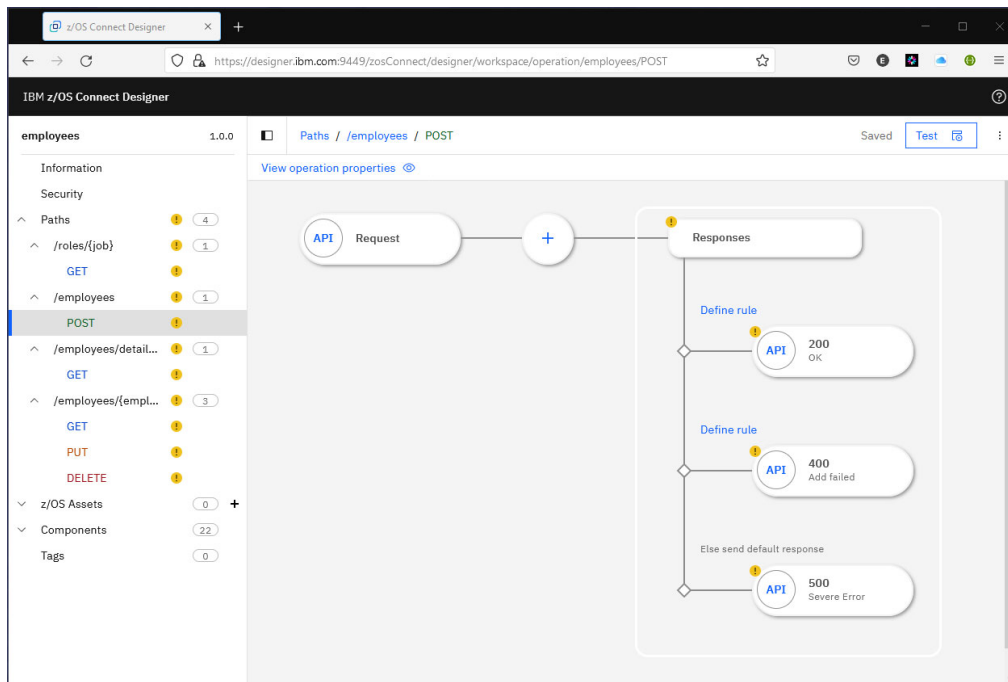 z/OS Connect Designer
https://designer.ibm.com:9449/zosConnect/designer/workspace/operation/employees/POST
E
IBM z/OS Connect Designer
employees 1.0.0
Paths / /employees / POST
Saved
Test
Information
View operation properties
Security
Paths ! 4
/roles/{job} ! 1
GET !
/employees ! 1
POST !
/employees/detail... ! 1
GET !
/employees/{empl... ! 3
GET !
PUT !
DELETE !
z/OS Assets 0 +
Components 22
Tags 0
API Request
+
! Responses
Define rule
! API 200
OK
Define rule
! API 400
Add failed
Else send default response
! API 500
Severe Error